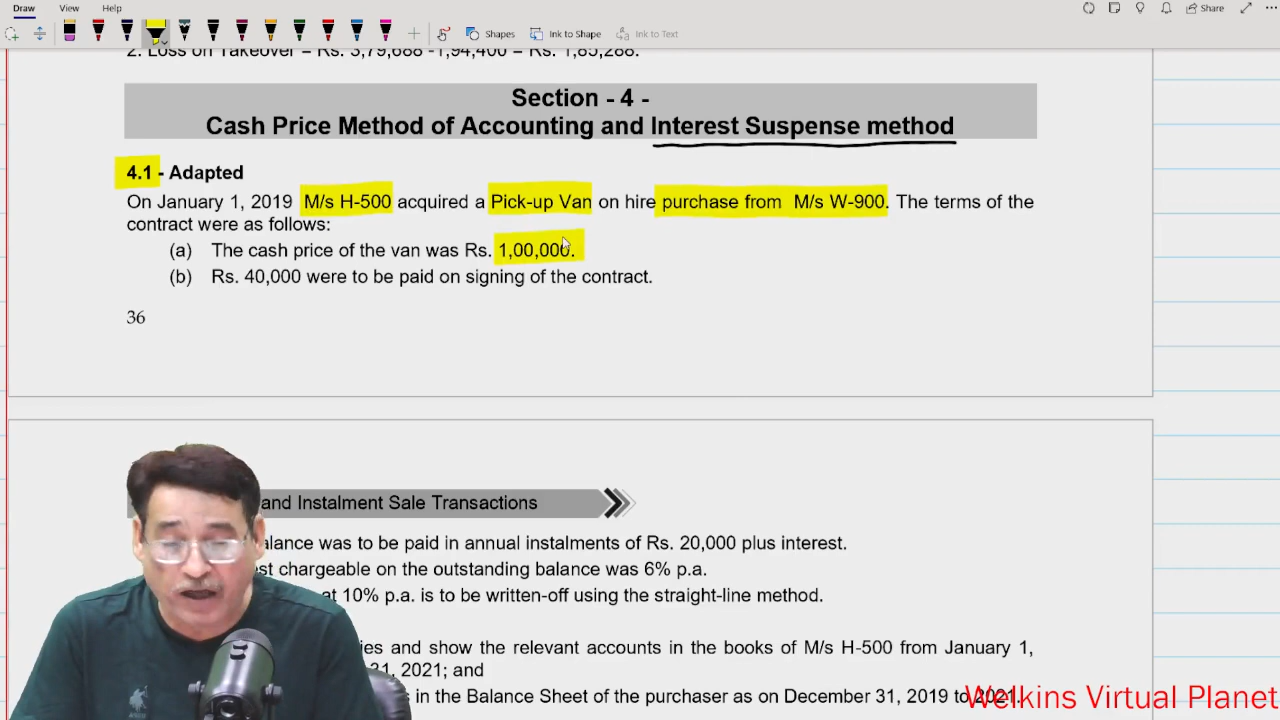 Draw View Help
Share
Shapes Ink to Shape Ink to Text
2. Loss on Takeover = Rs. 3,79,688 -1,94,400 = Rs. 1,85,288.
Section - 4 -
Cash Price Method of Accounting and Interest Suspense method
4.1 - Adapted
On January 1, 2019 M/s H-500 acquired a Pick-up Van on hire purchase from M/s W-900. The terms of the
contract were as follows:
(a) The cash price of the van was Rs. 1,00,000.
(b) Rs. 40,000 were to be paid on signing of the contract.
36
and Instalment Sale Transactions
alance was to be paid in annual instalments of Rs. 20,000 plus interest.
est chargeable on the outstanding balance was 6% p.a.
at 10% p.a. is to be written-off using the straight-line method.
ies and show the relevant accounts in the books of M/s H-500 from January 1,
31, 2021; and
s in the Balance Sheet of the purchaser as on December 31, 2019 to 2021.
Welkins Virtual Planet